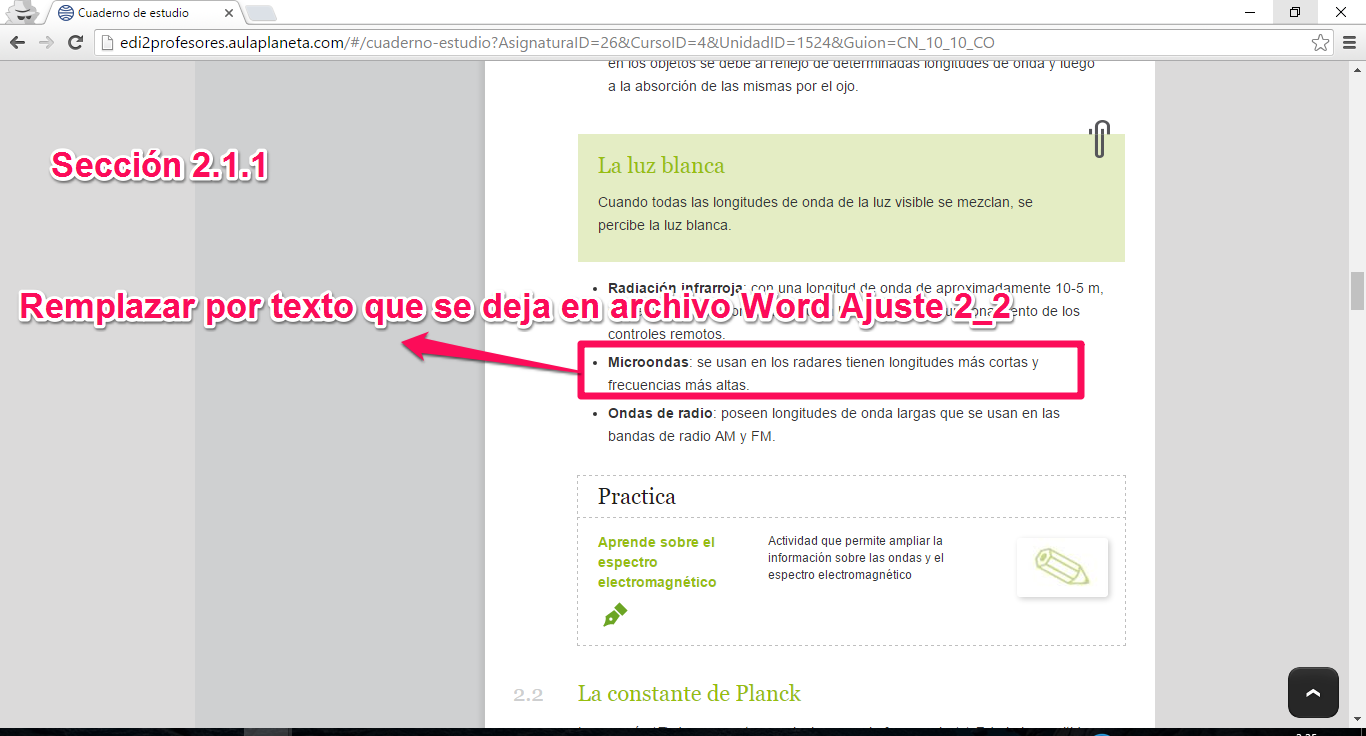 Cuaderno de estudio
edi2profesores.aulaplaneta.com/#/cuaderno-estudio?AsignaturaID=26&CursoID=4&UnidadID=1524&Guion=CN_10_10_CO
en los objetos se debe al reflejo de determinadas longitudes de onda y luego
a la absorción de las mismas por el ojo.
Sección 2.1.1
La luz blanca
Cuando todas las longitudes de onda de la luz visible se mezclan, se
percibe la luz blanca.
Radiación infrarroja: con una longitud de onda de aproximadamente 10-5 m,
Remplazar por texto que se deja en archivo Word Ajuste 2_2
onamiento de los
controles remotos.
• Microondas: se usan en los radares tienen longitudes más cortas y
frecuencias más altas.
• Ondas de radio: poseen longitudes de onda largas que se usan en las
bandas de radio AM y FM.
Practica
Aprende sobre el
espectro
electromagnético
Actividad que permite ampliar la
información sobre las ondas y el
espectro electromagnético
2.2 La constante de Planck